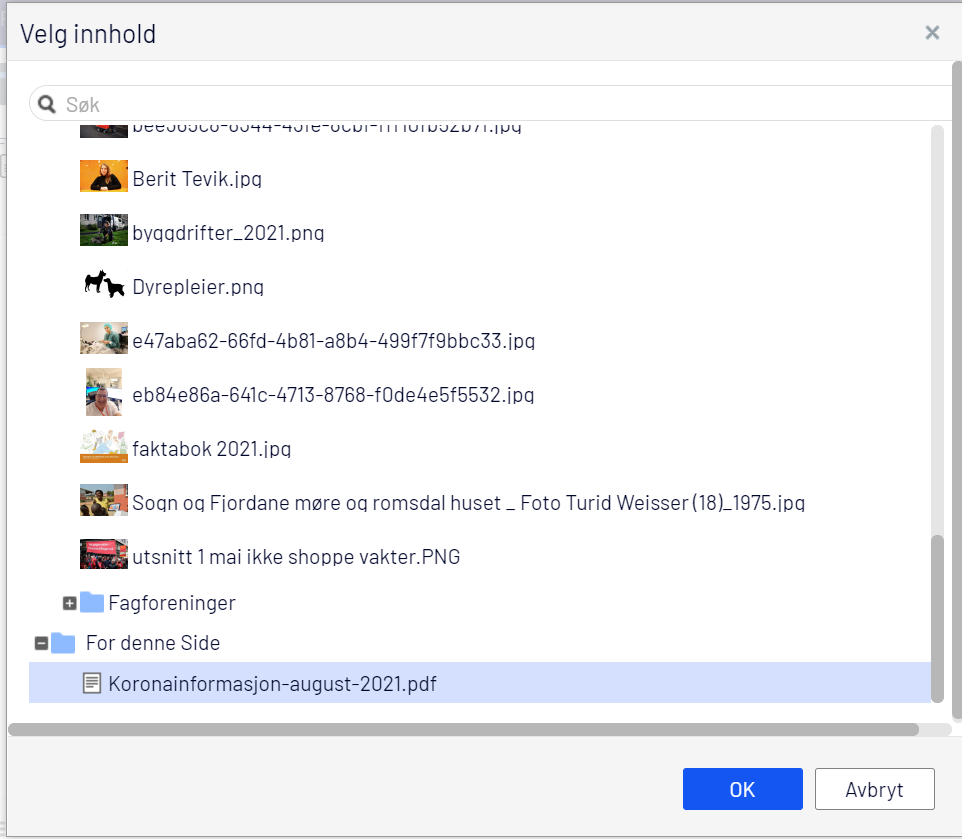 Velg innhold
Søk
Berit Tevik.jpg
byggdrifter_2021.png
Dyrepleier.png
e47aba62-66fd-4b81-a8b4-499f7f9bbc33.jpg
eb84e86a-641c-4713-8768-f0de4e5f5532.jpg
faktabok 2021.jpg
Sogn og Fjordane møre og romsdal huset _ Foto Turid Weisser (18)_1975.jpg
utsnitt 1 mai ikke shoppe vakter.PNG
Fagforeninger
For denne Side
Koronainformasjon-august-2021.pdf
OK
Avbryt